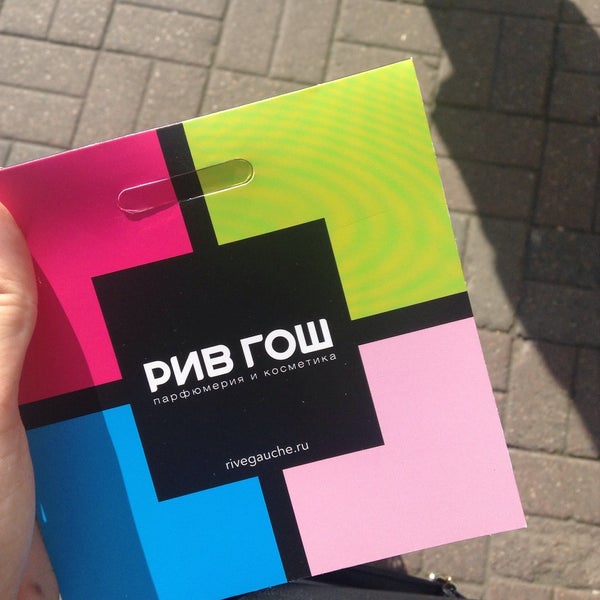 РИВ ГОШ
парфюмерия и косметика
rivegauche.ru